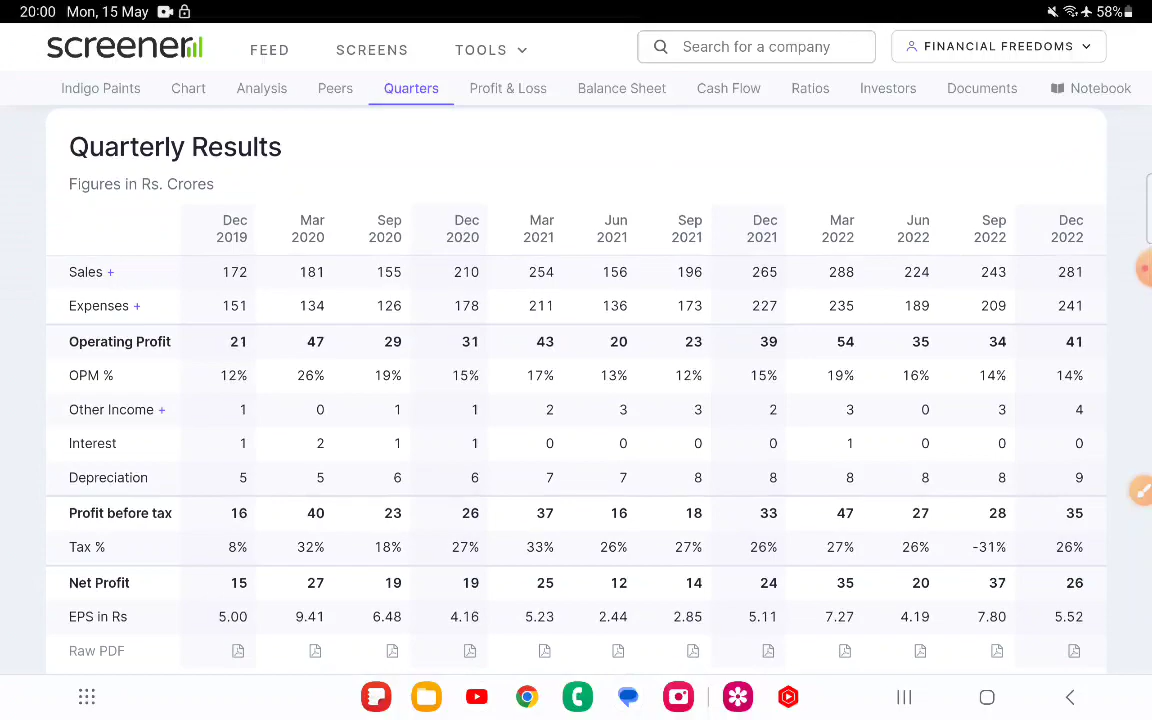 20:00 Mon, 15 May 58%
screener FEED SCREENS TOOLS Search for a company FINANCIAL FREEDOMS
Indigo Paints Chart Analysis Peers Quarters Profit & Loss Balance Sheet Cash Flow Ratios Investors Documents Notebook
Quarterly Results
Figures in Rs. Crores
Dec 2019 Mar 2020 Sep 2020 Dec 2020 Mar 2021 Jun 2021 Sep 2021 Dec 2021 Mar 2022 Jun 2022 Sep 2022 Dec 2022
Sales + 172 181 155 210 254 156 196 265 288 224 243 281
Expenses + 151 134 126 178 211 136 173 227 235 189 209 241
Operating Profit 21 47 29 31 43 20 23 39 54 35 34 41
OPM % 12% 26% 19% 15% 17% 13% 12% 15% 19% 16% 14% 14%
Other Income + 1 0 1 1 2 3 3 2 3 0 3 4
Interest 1 2 1 1 0 0 0 0 1 0 0 0
Depreciation 5 5 6 6 7 7 8 8 8 8 8 9
Profit before tax 16 40 23 26 37 16 18 33 47 27 28 35
Tax % 8% 32% 18% 27% 33% 26% 27% 26% 27% 26% -31% 26%
Net Profit 15 27 19 19 25 12 14 24 35 20 37 26
EPS in Rs 5.00 9.41 6.48 4.16 5.23 2.44 2.85 5.11 7.27 4.19 7.80 5.52
Raw PDF